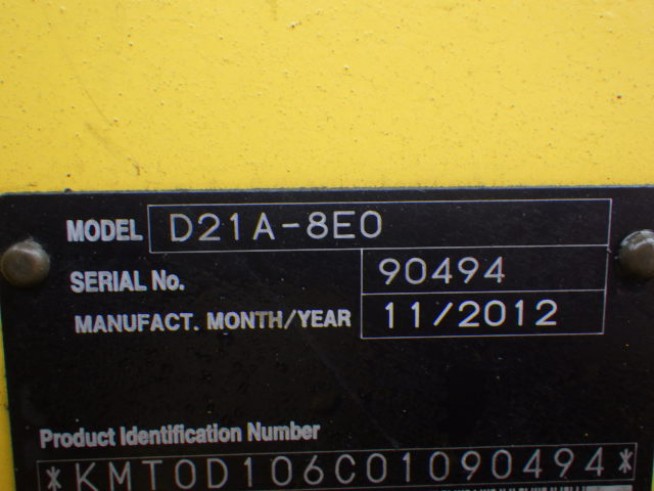 MODEL D21A-8E0
SERIAL No. 90494
MANUFACT. MONTH/YEAR 11/2012
Product Identification Number
*KMT0D106C01090494*